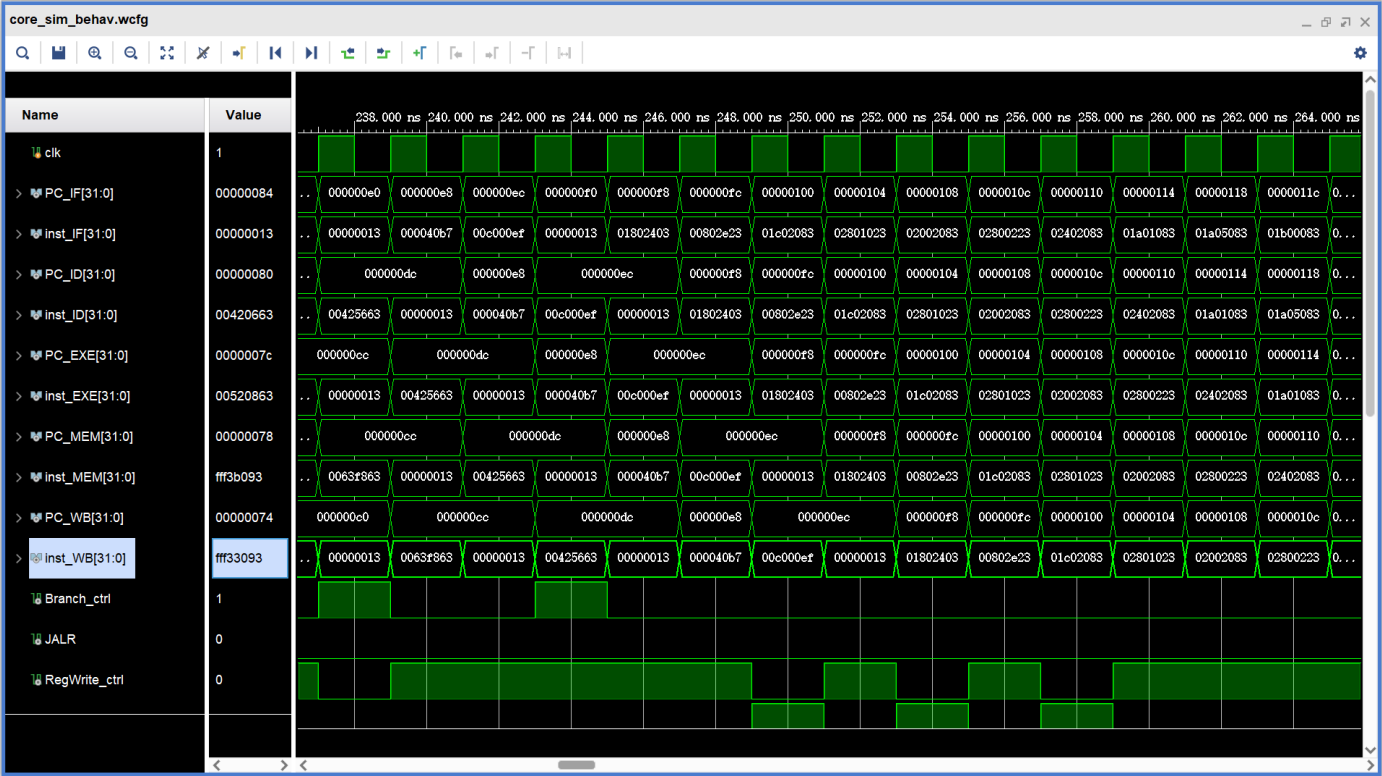 core_sim_behav.wcfg
Name Value
238.000 ns 240.000 ns 242.000 ns 244.000 ns 246.000 ns 248.000 ns 250.000 ns 252.000 ns 254.000 ns 256.000 ns 258.000 ns 260.000 ns 262.000 ns 264.000 ns
clk 1
PC_IF[31:0] 00000084 .. 000000e0 000000e8 000000ec 000000f0 000000f8 000000fc 00000100 00000104 00000108 0000010c 00000110 00000114 00000118 0000011c 0...
inst_IF[31:0] 00000013 .. 00000013 000040b7 00c000ef 00000013 01802403 00802e23 01c02083 02801023 02002083 02800223 02402083 01a01083 01a05083 01b00083 0...
PC_ID[31:0] 00000080 .. 000000dc 000000e8 000000ec 000000f8 000000fc 00000100 00000104 00000108 0000010c 00000110 00000114 00000118 0...
inst_ID[31:0] 00420663 .. 00425663 00000013 000040b7 00c000ef 00000013 01802403 00802e23 01c02083 02801023 02002083 02800223 02402083 01a01083 01a05083 0...
PC_EXE[31:0] 0000007c 000000cc 000000dc 000000e8 000000ec 000000f8 000000fc 00000100 00000104 00000108 0000010c 00000110 00000114 0...
inst_EXE[31:0] 00520863 .. 00000013 00425663 00000013 000040b7 00c000ef 00000013 01802403 00802e23 01c02083 02801023 02002083 02800223 02402083 01a01083 0...
PC_MEM[31:0] 00000078 .. 000000cc 000000dc 000000e8 000000ec 000000f8 000000fc 00000100 00000104 00000108 0000010c 00000110 0...
inst_MEM[31:0] fff3b093 .. 0063f863 00000013 00425663 00000013 000040b7 00c000ef 00000013 01802403 00802e23 01c02083 02801023 02002083 02800223 02402083 0...
PC_WB[31:0] 00000074 000000c0 000000cc 000000dc 000000e8 000000ec 000000f8 000000fc 00000100 00000104 00000108 0000010c 0...
inst_WB[31:0] fff33093 .. 00000013 0063f863 00000013 00425663 00000013 000040b7 00c000ef 00000013 01802403 00802e23 01c02083 02801023 02002083 02800223 0...
Branch_ctrl 1
JALR 0
RegWrite_ctrl 0